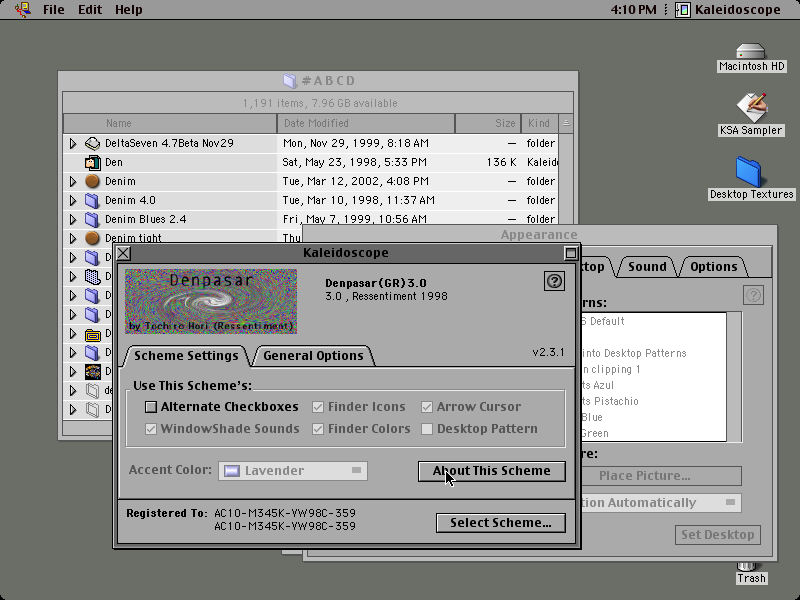 File Edit Help
4:10 PM Kaleidoscope
#ABCD
1,191 items, 7.96 GB available
Name Date Modified Size Kind
DeltaSeven 4.7Beta Nov29 Mon, Nov 29, 1999, 8:18 AM — folder
Den Sat, May 23, 1998, 5:33 PM 136 K Kaleid
Denim Tue, Mar 12, 2002, 4:08 PM — folder
Denim 4.0 Tue, Mar 10, 1998, 11:37 AM — folder
Denim Blues 2.4 Fri, May 7, 1999, 10:56 AM — folder
Denim tight Thu
D
D
D
D
D
D
D
de
D
Macintosh HD
KSA Sampler
Desktop Textures
Trash
Appearance
top Sound Options
rns:
S Default
into Desktop Patterns
n clipping 1
ts Azul
ts Pistachio
Blue
Green
re:
Place Picture...
tion Automatically
Set Desktop
Kaleidoscope
Denpasar
by Tochiro Hori (Ressentiment)
Denpasar(GR)3.0
3.0 , Ressentiment 1998
v2.3.1
Scheme Settings General Options
Use This Scheme's:
Alternate Checkboxes Finder Icons Arrow Cursor
WindowShade Sounds Finder Colors Desktop Pattern
Accent Color: Lavender
About This Scheme
Registered To: AC10-M345K-YW98C-359
AC10-M345K-YW98C-359
Select Scheme...